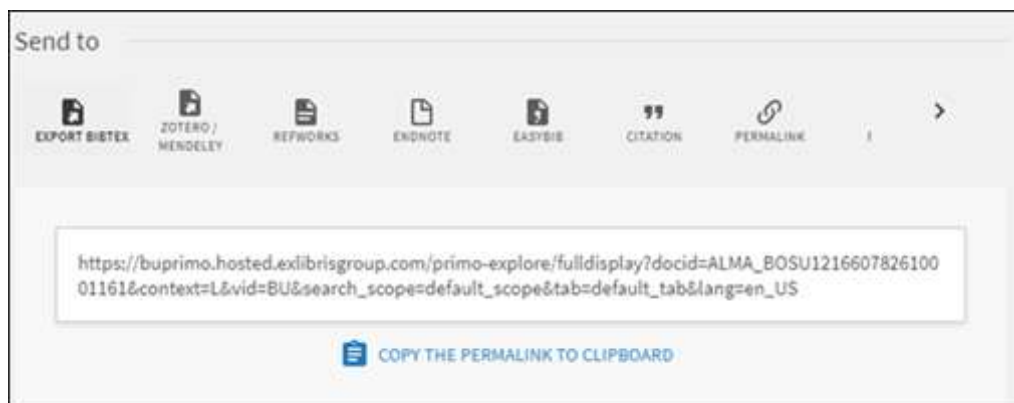 Send to
EXPORT BIBTEX
ZOTERO /
MENDELEY
REFWORKS
ENDNOTE
EASYBIB
CITATION
PERMALINK
https://buprimo.hosted.exlibrisgroup.com/primo-explore/fulldisplay?docid=ALMA_BOSU1216607826100
01161&context=L&vid=BU&search_scope=default_scope&tab=default_tab&lang=en_US
COPY THE PERMALINK TO CLIPBOARD